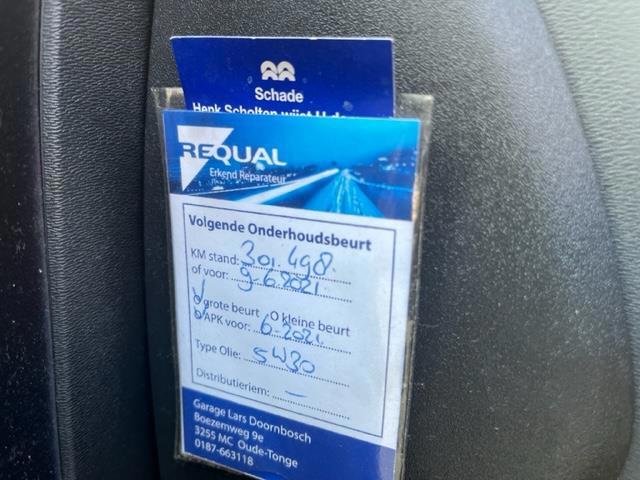 Schade
Henk Scholten wijst U de
REQUAL
Erkend Reparateur
Volgende Onderhoudsbeurt
KM stand: 301.498
of voor: 9-6-2021
O grote beurt O kleine beurt
O APK voor: 6-2021
Type Olie: 5W30
Distributieriem: —
Garage Lars Doornbosch
Boezemweg 9e
3255 MC Oude-Tonge
0187-663118